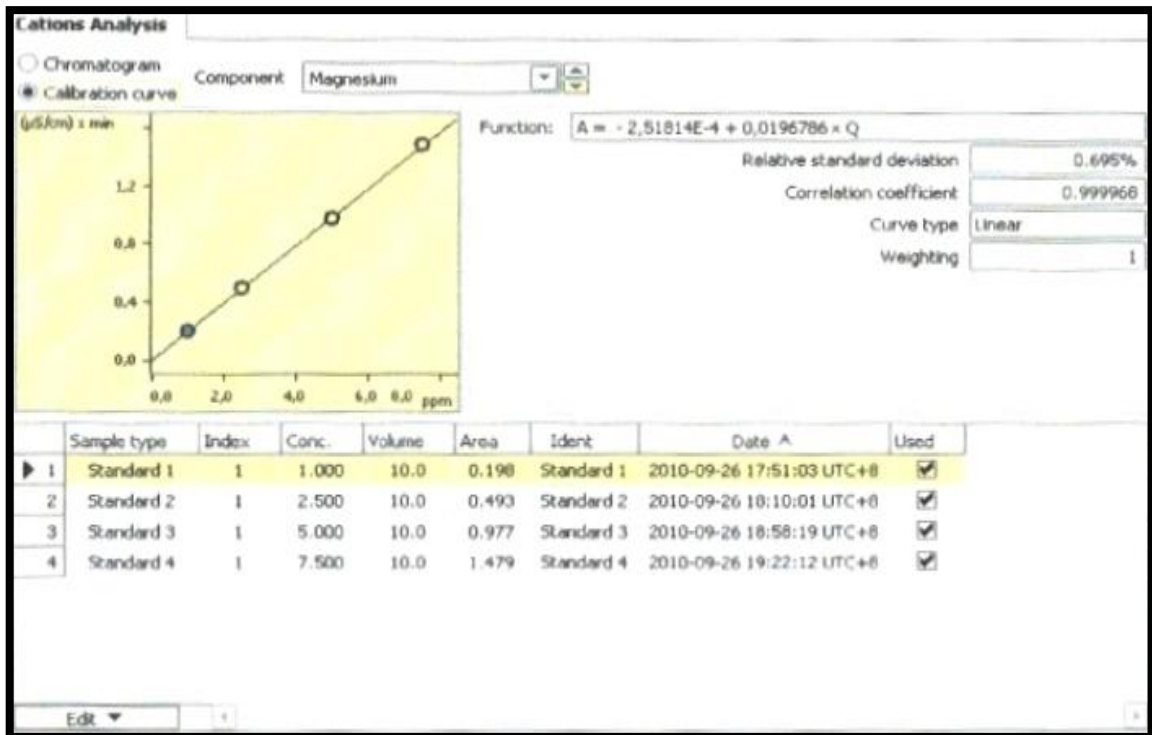 Cations Analysis
Chromatogram
Calibration curve
Component Magnesium
(µS/cm) x min
1,2
0,8
0,4
0,0
0,0 2,0 4,0 6,0 8,0 ppm
Function: A = - 2,51814E-4 + 0,0196786 × Q
Relative standard deviation 0.695%
Correlation coefficient 0.999968
Curve type Linear
Weighting 1
Sample type Index Conc. Volume Area Ident Date Used
1 Standard 1 1 1.000 10.0 0.198 Standard 1 2010-09-26 17:51:03 UTC+8
2 Standard 2 1 2.500 10.0 0.493 Standard 2 2010-09-26 18:10:01 UTC+8
3 Standard 3 1 5.000 10.0 0.977 Standard 3 2010-09-26 18:58:19 UTC+8
4 Standard 4 1 7.500 10.0 1.479 Standard 4 2010-09-26 19:22:12 UTC+8
Edit